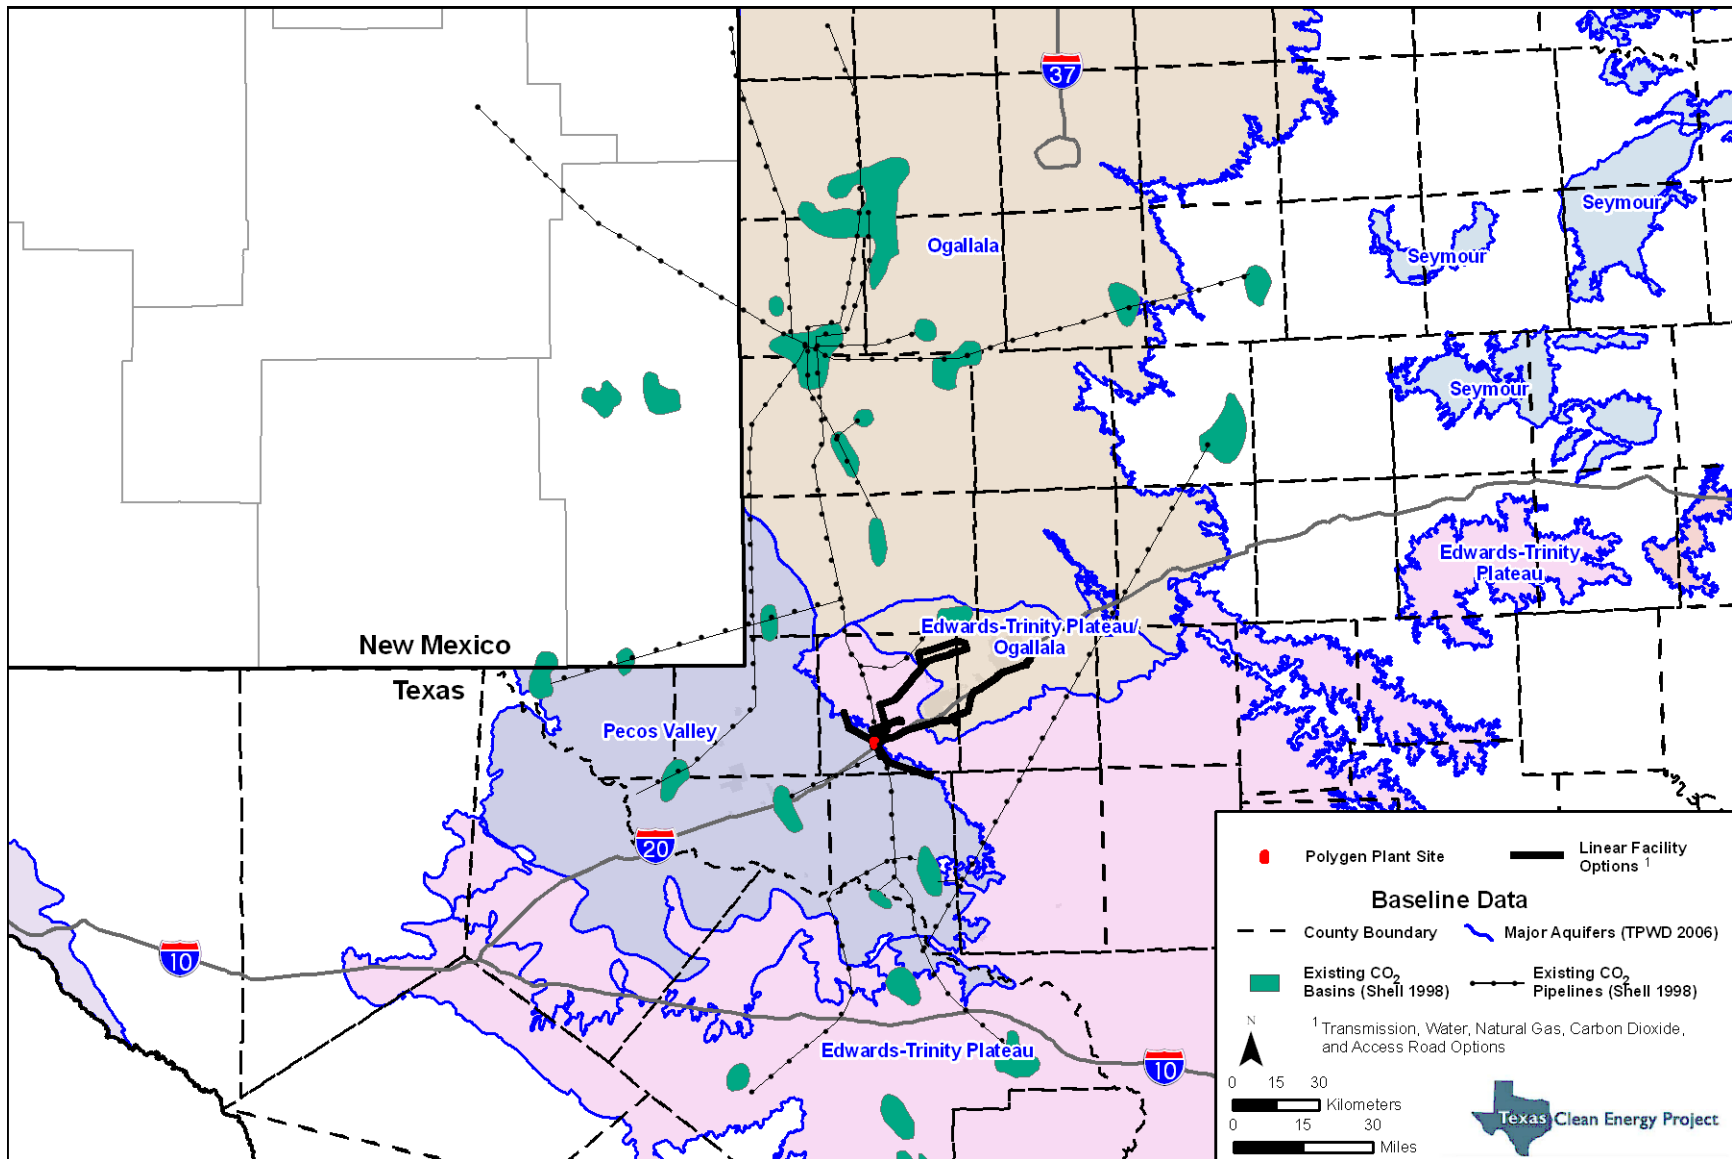 37
Ogallala
Seymour
Seymour
Seymour
Edwards-Trinity
Plateau
New Mexico
Texas
Edwards-Trinity Plateau/
Ogallala
Pecos Valley
20
10
Edwards-Trinity Plateau
10
Polygen Plant Site
Linear Facility
Options 1
Baseline Data
County Boundary
Major Aquifers (TPWD 2006)
Existing CO2
Basins (Shell 1998)
Existing CO2
Pipelines (Shell 1998)
N
1 Transmission, Water, Natural Gas, Carbon Dioxide,
and Access Road Options
0 15 30
Kilometers
0 15 30
Miles
Texas Clean Energy Project